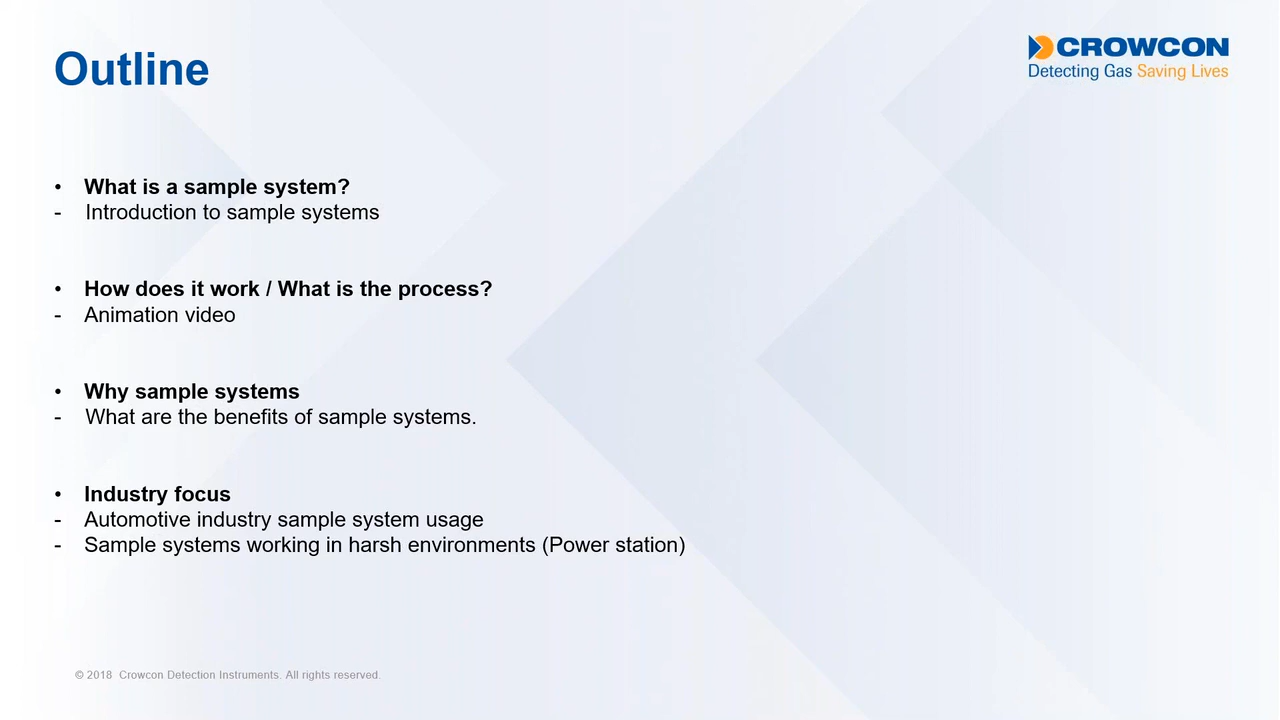 Outline
CROWCON
Detecting Gas Saving Lives
• What is a sample system?
- Introduction to sample systems
• How does it work / What is the process?
- Animation video
• Why sample systems
- What are the benefits of sample systems.
• Industry focus
- Automotive industry sample system usage
- Sample systems working in harsh environments (Power station)
© 2018 Crowcon Detection Instruments. All rights reserved.